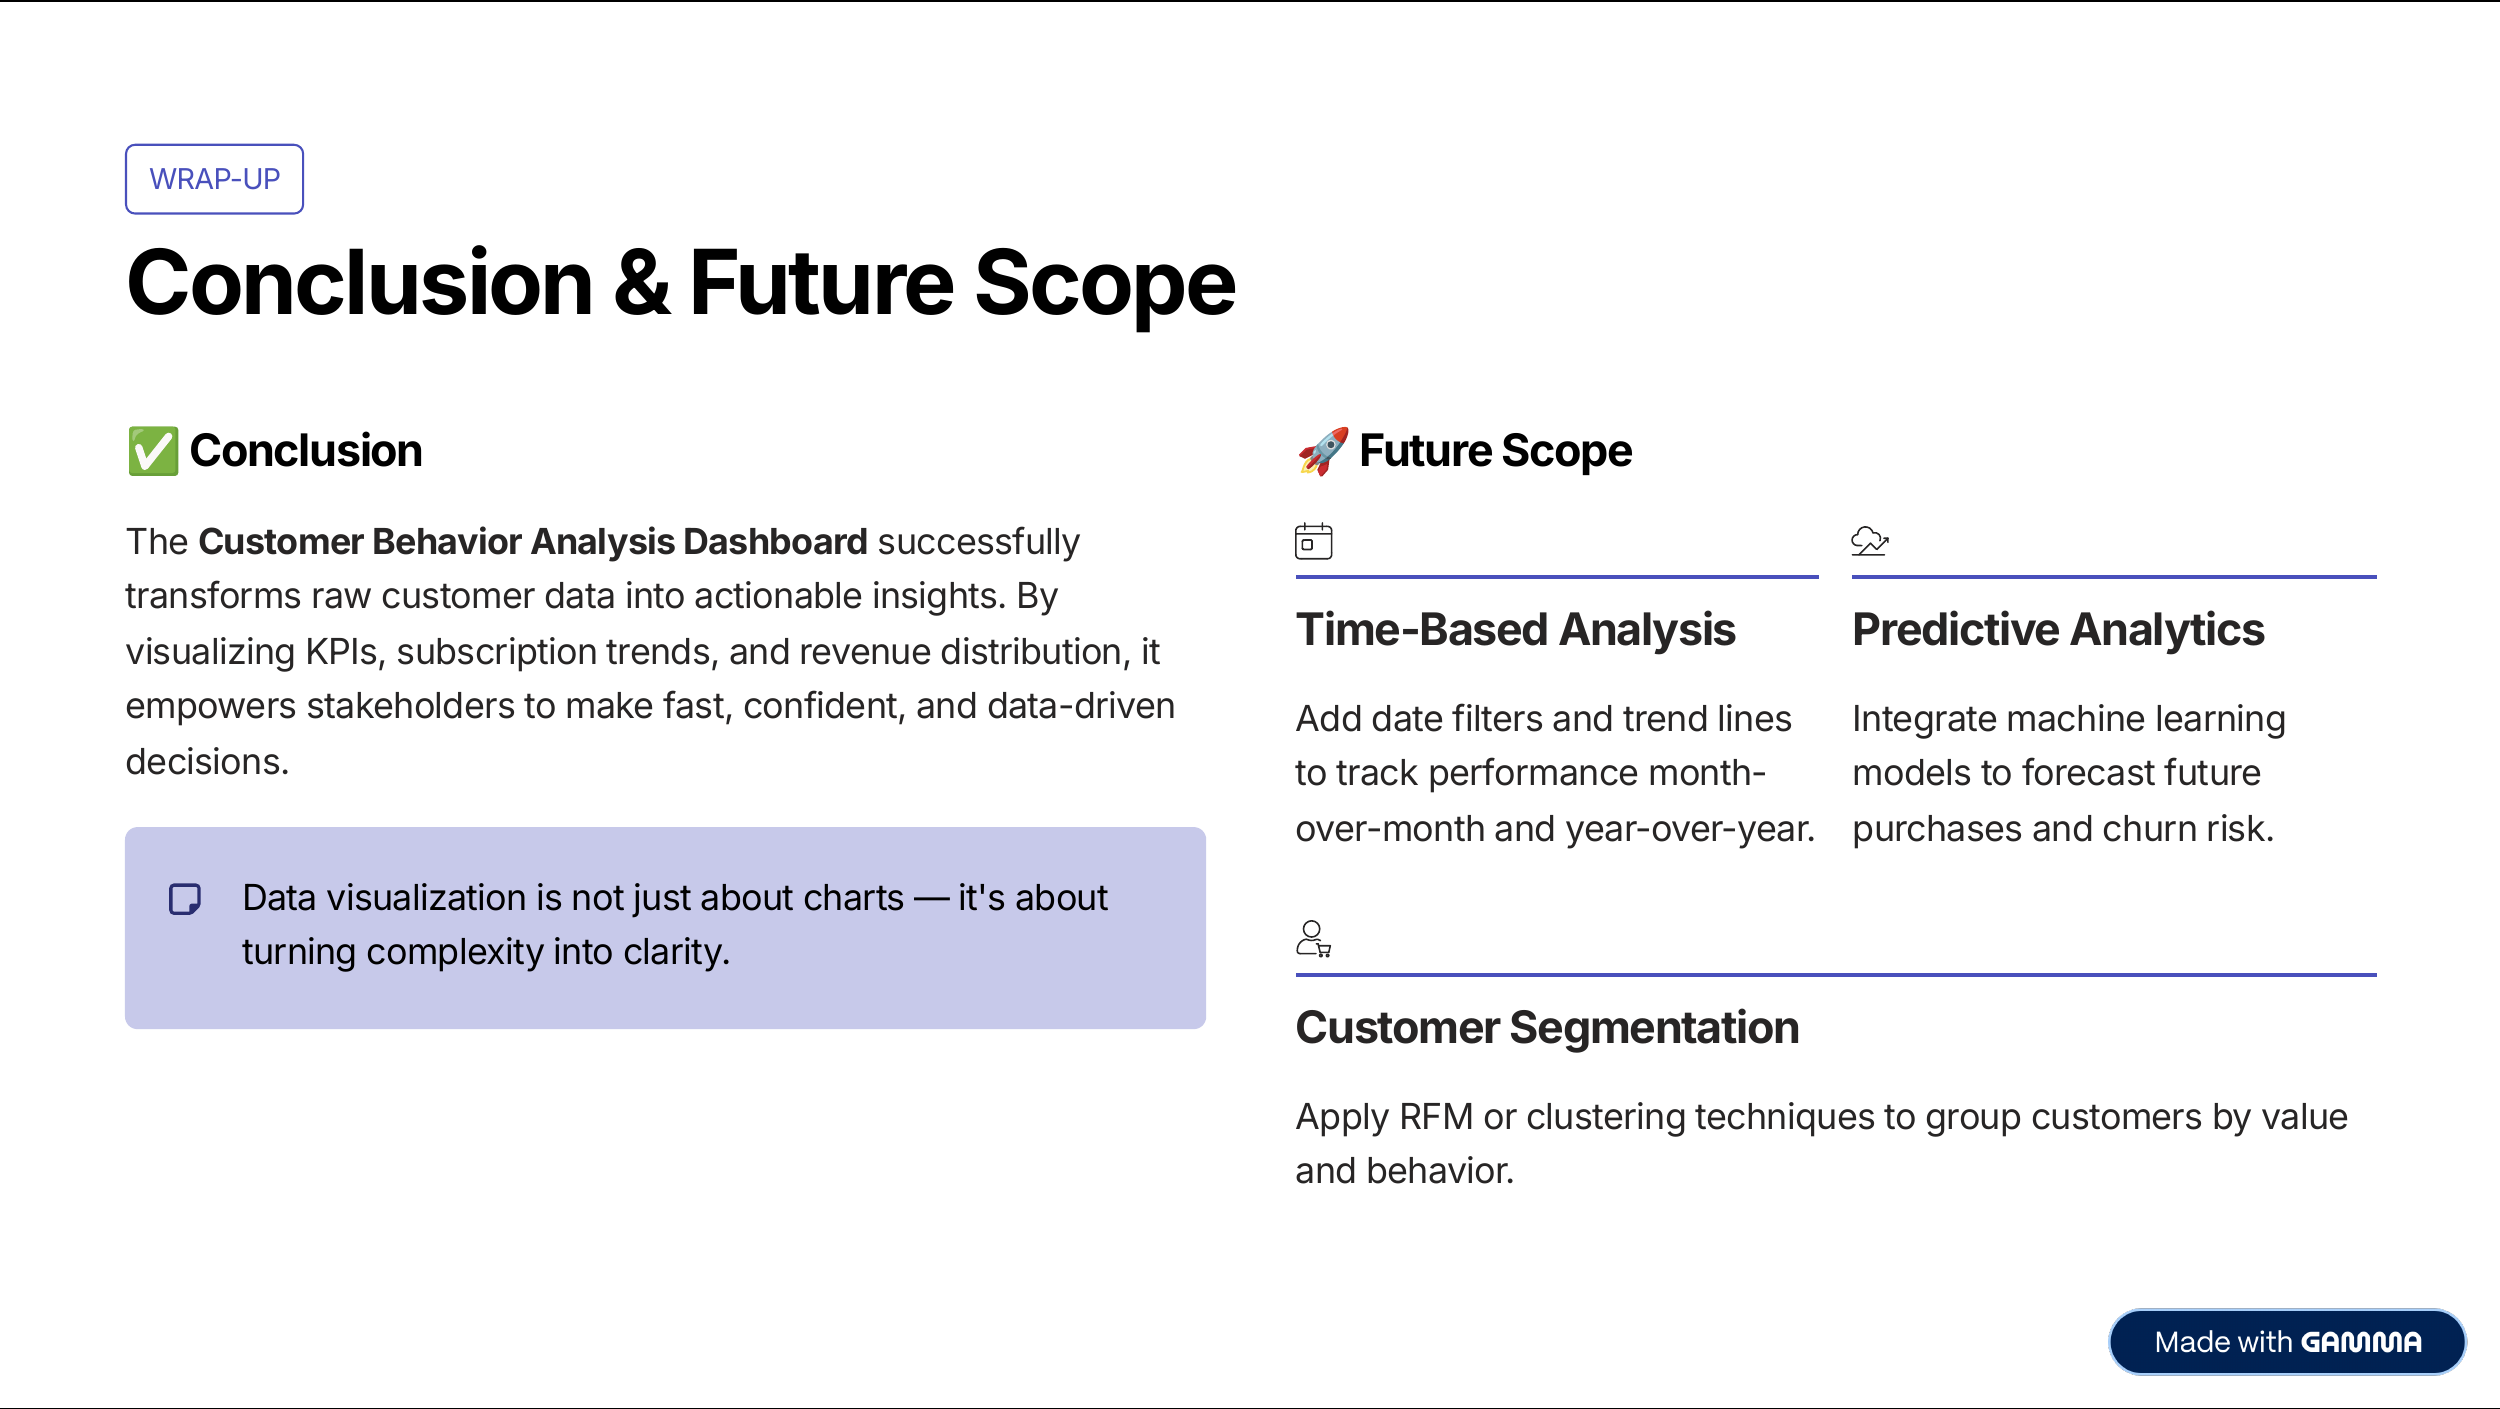 WRAP-UP
Conclusion & Future Scope
✅ Conclusion
The Customer Behavior Analysis Dashboard successfully
transforms raw customer data into actionable insights. By
visualizing KPIs, subscription trends, and revenue distribution, it
empowers stakeholders to make fast, confident, and data-driven
decisions.
Data visualization is not just about charts — it's about
turning complexity into clarity.
🚀 Future Scope
Time-Based Analysis
Add date filters and trend lines
to track performance month-
over-month and year-over-year.
Predictive Analytics
Integrate machine learning
models to forecast future
purchases and churn risk.
Customer Segmentation
Apply RFM or clustering techniques to group customers by value
and behavior.
Made with GAMMA